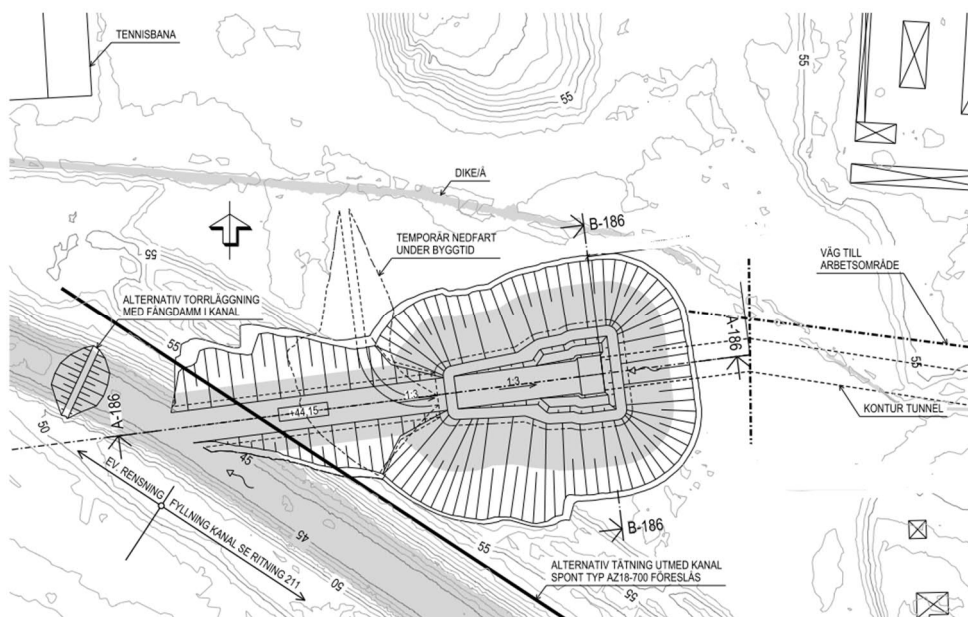 TENNISBANA
55
55
DIKE/Å
B-186
TEMPORÄR NEDFART
UNDER BYGGTID
VÄG TILL
ARBETSOMRÅDE
55
ALTERNATIV TORRLÄGGNING
MED FÅNGDAMM I KANAL
55
A-186
55
1:3
1:3
+44,15
KONTUR TUNNEL
A-186
50
45
EV. RENSNING
FYLLNING KANAL SE RITNING 211
B-186
45
55
50
ALTERNATIV TÄTNING UTMED KANAL
SPONT TYP AZ18-700 FÖRESLÅS
55